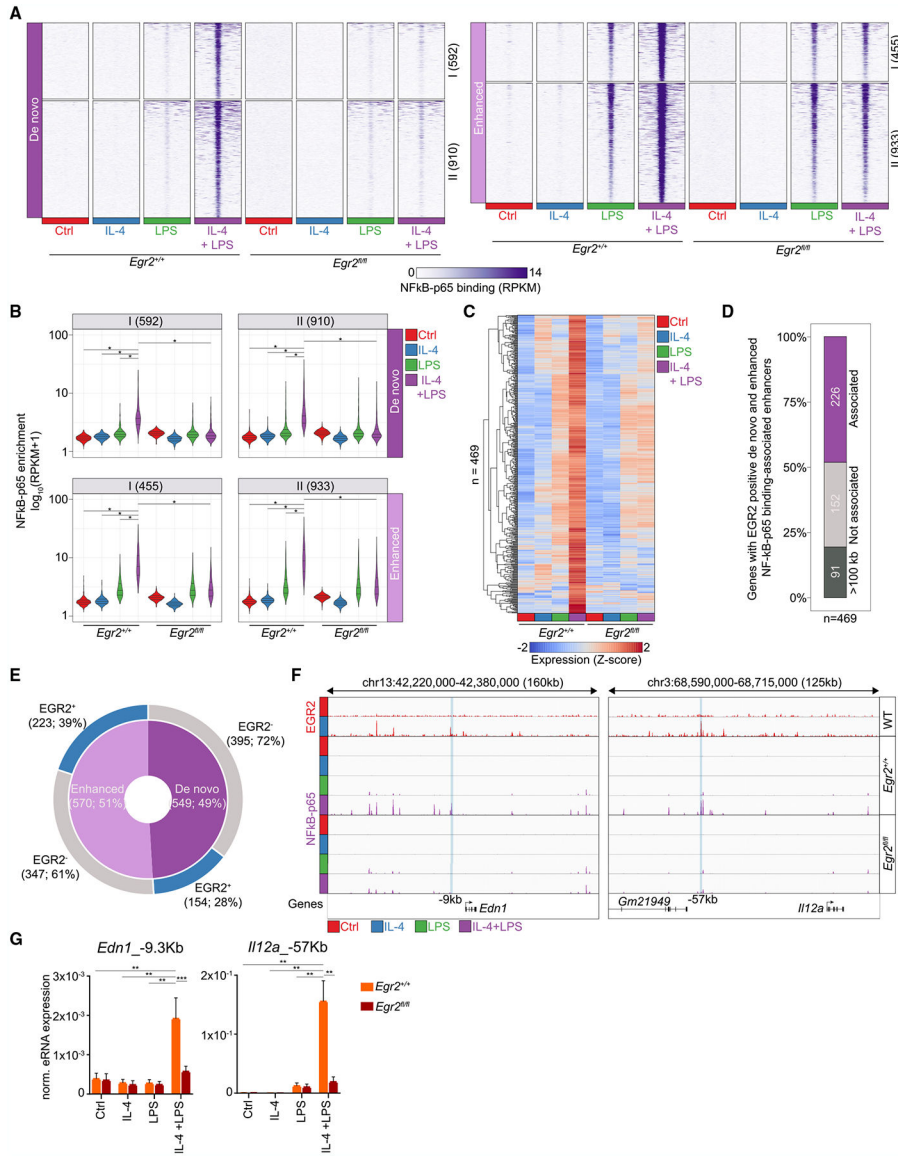 A
De novo
I (592)
II (910)
Ctrl
IL-4
LPS
IL-4
+ LPS
Ctrl
IL-4
LPS
IL-4
+ LPS
Egr2+/+
Egr2fl/fl
Enhanced
I (455)
II (933)
Ctrl
IL-4
LPS
IL-4
+ LPS
Ctrl
IL-4
LPS
IL-4
+ LPS
Egr2+/+
Egr2fl/fl
0
14
NFkB-p65 binding (RPKM)
B
NFkB-p65 enrichment
log10(RPKM+1)
I (592)
II (910)
100
10
1
* * * *
* * * *
De novo
Ctrl
IL-4
LPS
IL-4
+LPS
I (455)
II (933)
100
10
1
* * * *
* * * *
Enhanced
Egr2+/+
Egr2fl/fl
Egr2+/+
Egr2fl/fl
C
n = 469
Ctrl
IL-4
LPS
IL-4
+ LPS
Egr2+/+
Egr2fl/fl
-2
2
Expression (Z-score)
D
Genes with EGR2 positive de novo and enhanced
NF-kB-p65 binding-associated enhancers
100%
75%
50%
25%
0%
226
152
91
Associated
Not associated
>100 kb
n=469
E
EGR2+
(223; 39%)
EGR2-
(395; 72%)
Enhanced
(570; 51%)
De novo
(549; 49%)
EGR2-
(347; 61%)
EGR2+
(154; 28%)
F
chr13:42,220,000-42,380,000 (160kb)
chr3:68,590,000-68,715,000 (125kb)
EGR2
NFkB-p65
WT
Egr2+/+
Egr2fl/fl
Genes
-9kb
Edn1
Gm21949
-57kb
Il12a
Ctrl
IL-4
LPS
IL-4+LPS
G
Edn1_-9.3Kb
Il12a_-57Kb
norm. eRNA expression
3x10-3
2x10-3
1x10-3
0
** ** ** ***
Ctrl
IL-4
LPS
IL-4 +LPS
2x10-1
1x10-1
0
** ** ** **
Ctrl
IL-4
LPS
IL-4 +LPS
Egr2+/+
Egr2fl/fl